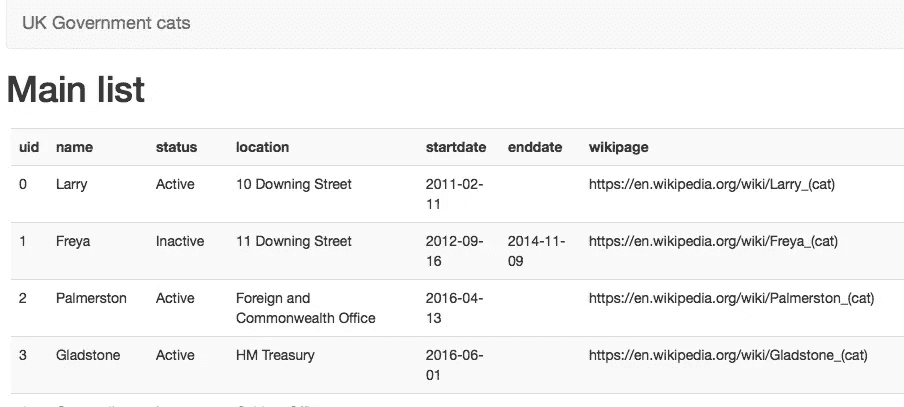 UK Government cats
Main list
uid name status location startdate enddate wikipage
0 Larry Active 10 Downing Street 2011-02- https://en.wikipedia.org/wiki/Larry_(cat)
11
1 Freya Inactive 11 Downing Street 2012-09- 2014-11- https://en.wikipedia.org/wiki/Freya_(cat)
16 09
2 Palmerston Active Foreign and 2016-04- https://en.wikipedia.org/wiki/Palmerston_(cat)
Commonwealth Office 13
3 Gladstone Active HM Treasury 2016-06- https://en.wikipedia.org/wiki/Gladstone_(cat)
01